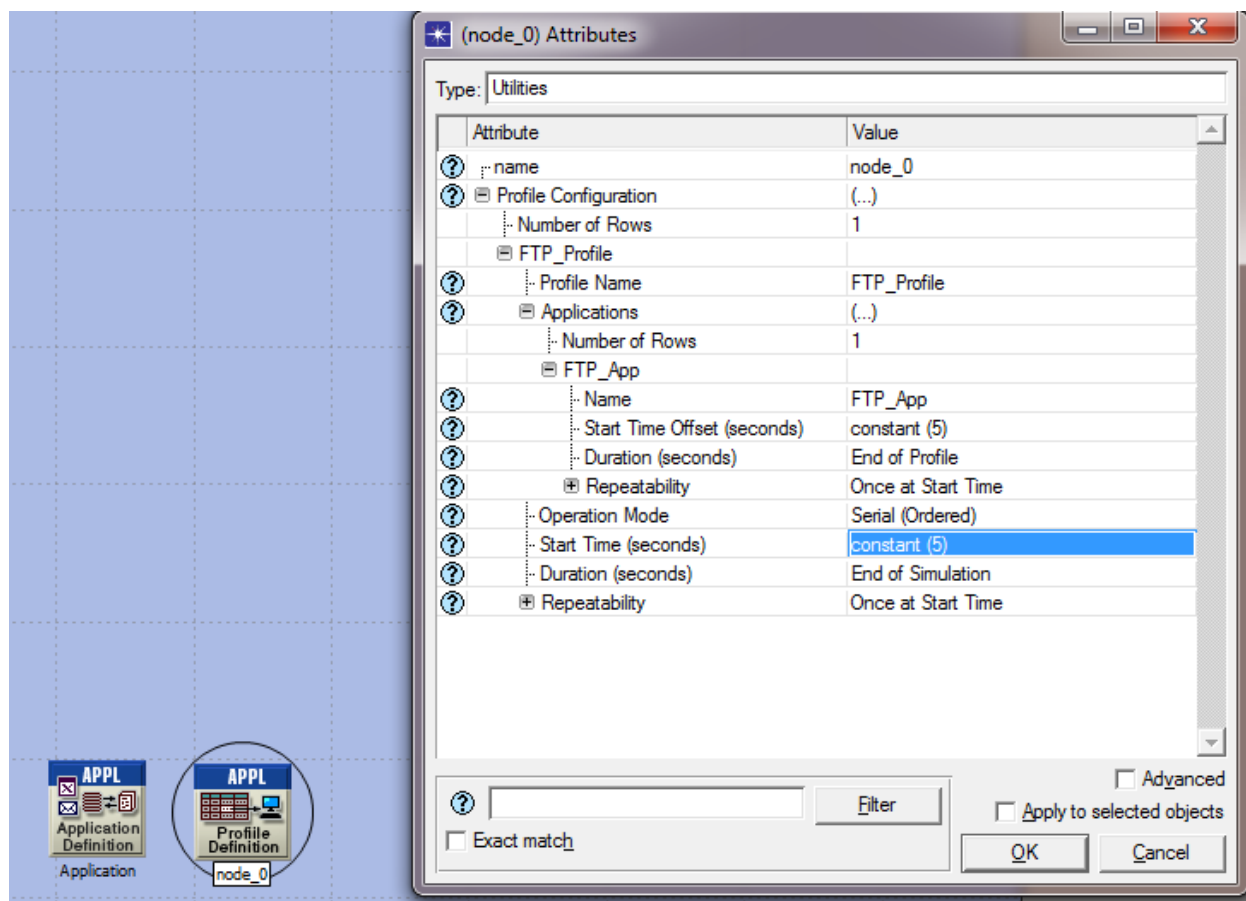 (node_0) Attributes
Type: Utilities
Attribute Value
name node_0
Profile Configuration (...)
Number of Rows 1
FTP_Profile
Profile Name FTP_Profile
Applications (...)
Number of Rows 1
FTP_App
Name FTP_App
Start Time Offset (seconds) constant (5)
Duration (seconds) End of Profile
Repeatability Once at Start Time
Operation Mode Serial (Ordered)
Start Time (seconds) constant (5)
Duration (seconds) End of Simulation
Repeatability Once at Start Time
Advanced
Filter
Apply to selected objects
Exact match
OK Cancel
APPL
Application
Definition
Application
APPL
Profiile
Definition
node_0